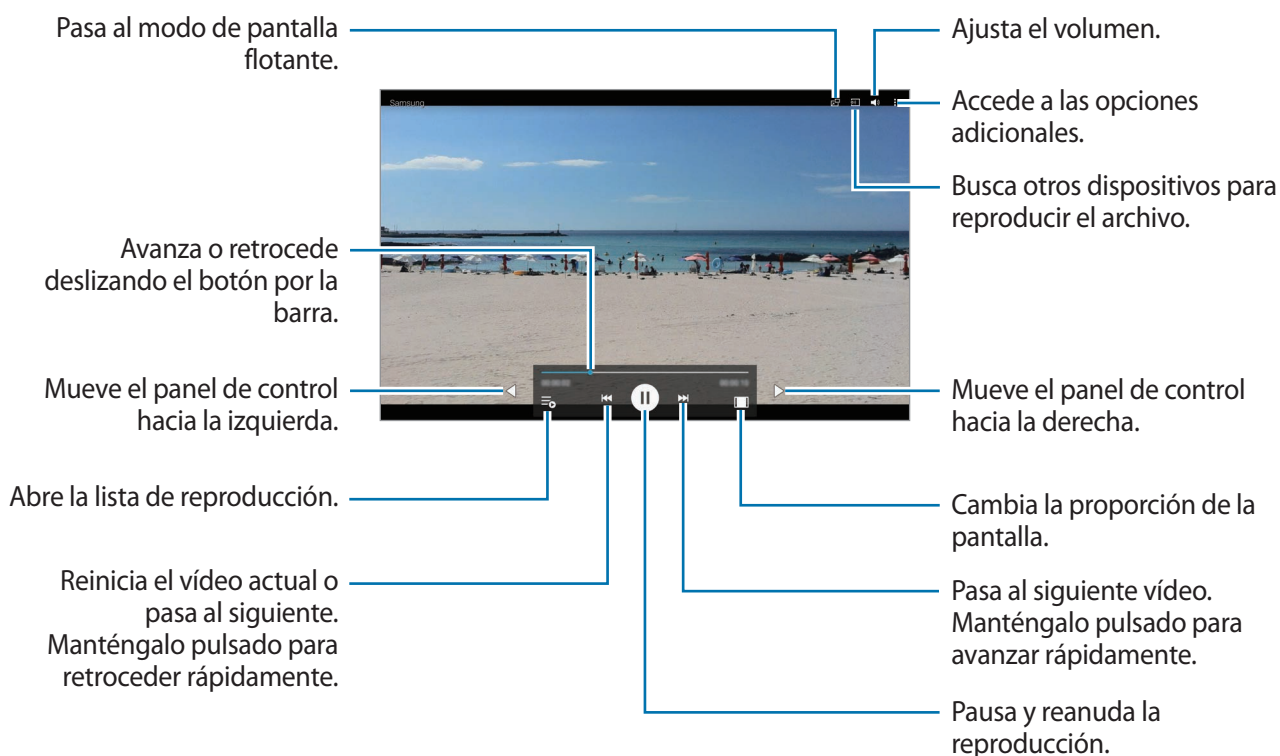 Pasa al modo de pantalla
flotante.
Ajusta el volumen.
Samsung
Accede a las opciones
adicionales.
Busca otros dispositivos para
reproducir el archivo.
Avanza o retrocede
deslizando el botón por la
barra.
Mueve el panel de control
hacia la izquierda.
Mueve el panel de control
hacia la derecha.
Abre la lista de reproducción.
Cambia la proporción de la
pantalla.
Reinicia el vídeo actual o
pasa al siguiente.
Manténgalo pulsado para
retroceder rápidamente.
Pasa al siguiente vídeo.
Manténgalo pulsado para
avanzar rápidamente.
Pausa y reanuda la
reproducción.